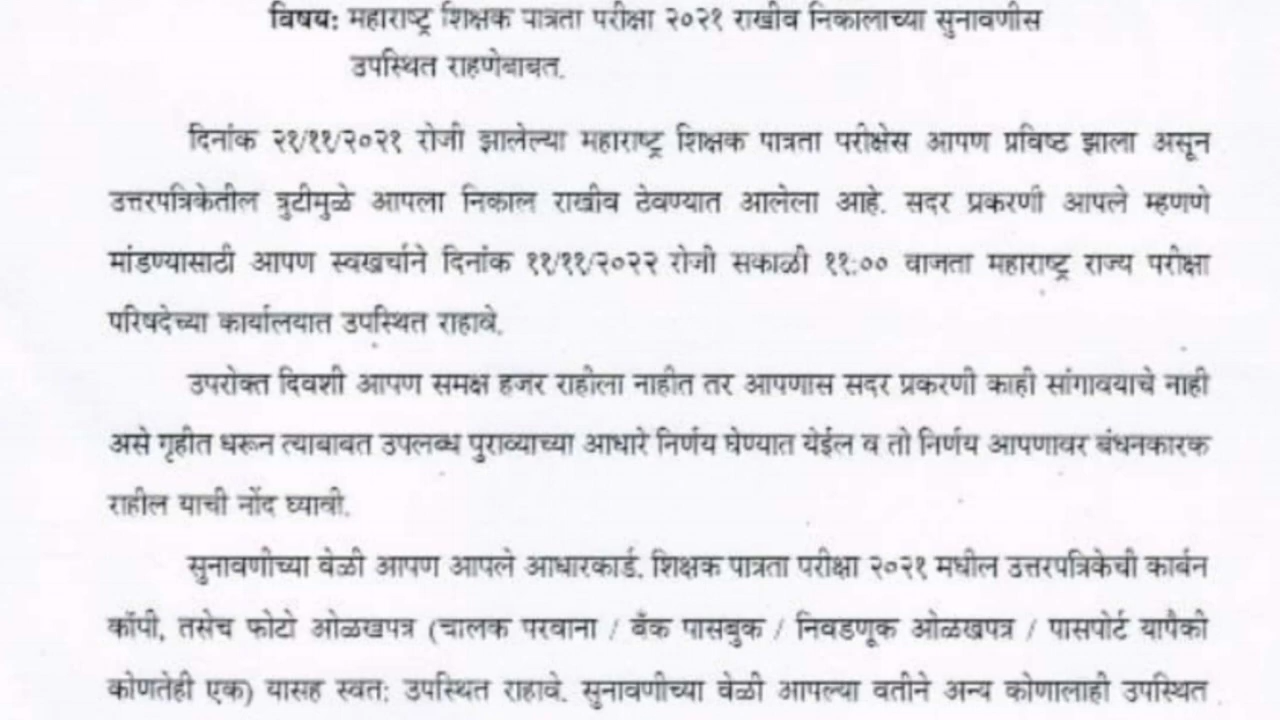 विषय: महाराष्ट्र शिक्षक पात्रता परीक्षा २०२१ राखीव निकालाच्या सुनावणीस
उपस्थित राहणेबाबत.
दिनांक २१/११/२०२१ रोजी झालेल्या महाराष्ट्र शिक्षक पात्रता परीक्षेस आपण प्रविष्ठ झाला असून
उत्तरपत्रिकेतील त्रुटीमुळे आपला निकाल राखीव ठेवण्यात आलेला आहे. सदर प्रकरणी आपले म्हणणे
मांडण्यासाठी आपण स्वखर्चाने दिनांक ११/११/२०२२ रोजी सकाळी ११:०० वाजता महाराष्ट्र राज्य परीक्षा
परिषदेच्या कार्यालयात उपस्थित राहावे.
उपरोक्त दिवशी आपण समक्ष हजर राहीला नाहीत तर आपणास सदर प्रकरणी काही सांगावयाचे नाही
असे गृहीत धरून त्याबाबत उपलब्ध पुराव्याच्या आधारे निर्णय घेण्यात येईल व तो निर्णय आपणावर बंधनकारक
राहील याची नोंद घ्यावी.
सुनावणीच्या वेळी आपण आपले आधारकार्ड, शिक्षक पात्रता परीक्षा २०२१ मधील उत्तरपत्रिकेची कार्बन
कॉपी, तसेच फोटो ओळखपत्र (चालक परवाना / बँक पासबुक / निवडणूक ओळखपत्र / पासपोर्ट यापैकी
कोणतेही एक) यासह स्वत: उपस्थित राहावे. सुनावणीच्या वेळी आपल्या वतीने अन्य कोणालाही उपस्थित